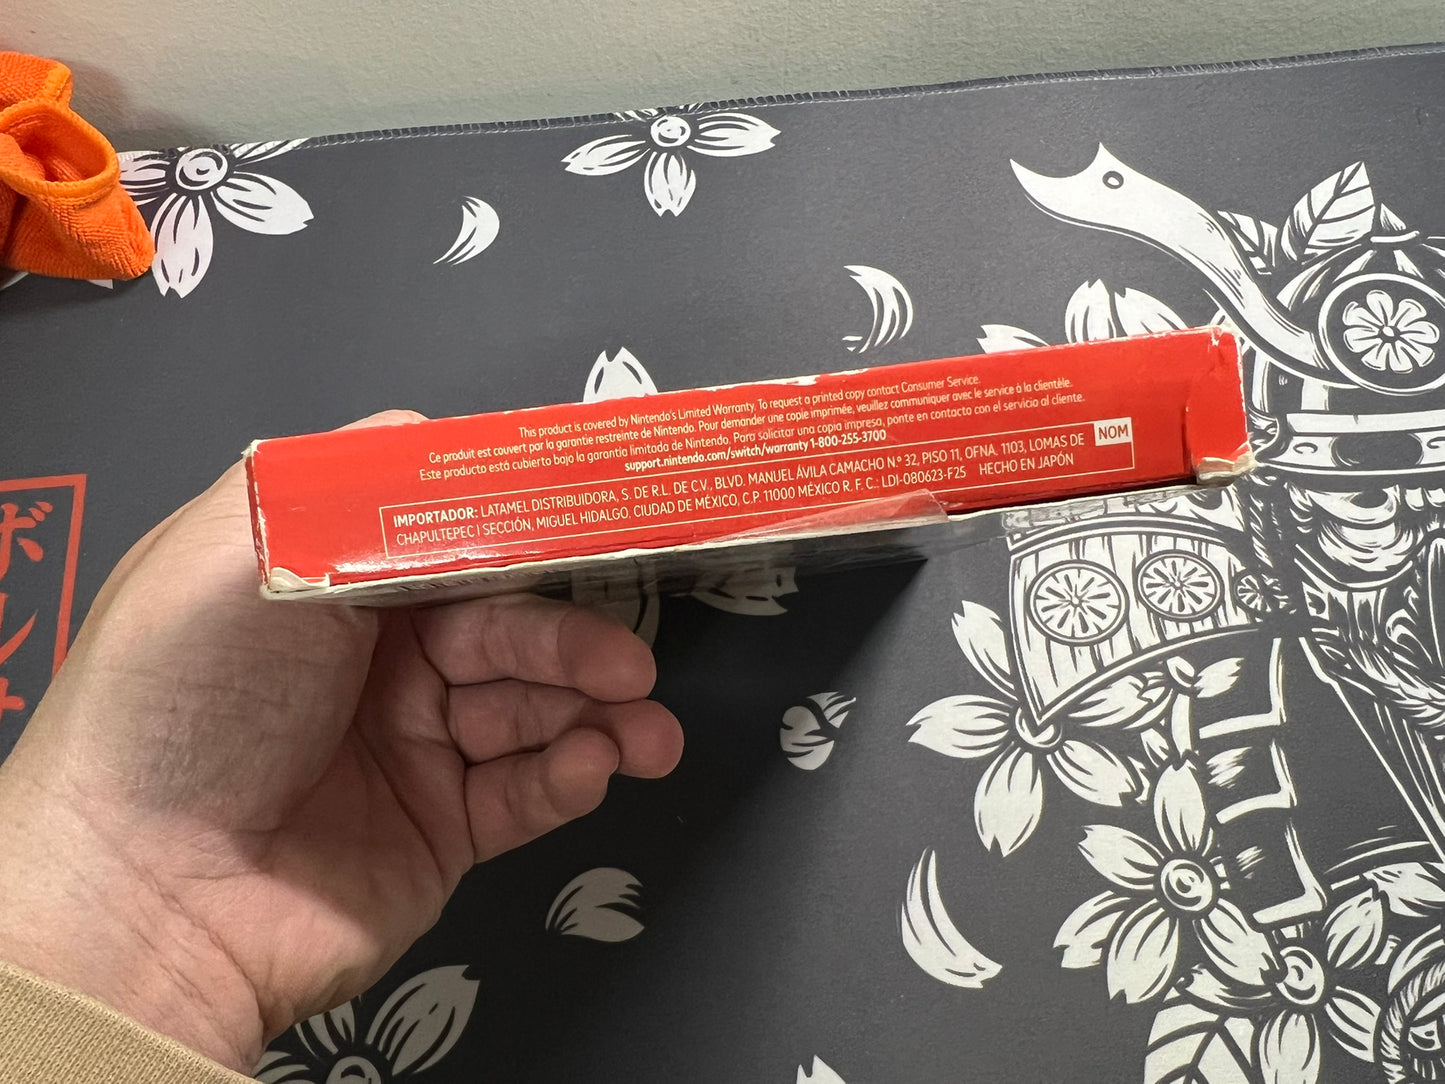 This product is covered by Nintendo's Limited Warranty. To request a printed copy contact Consumer Service.
Ce produit est couvert par la garantie restreinte de Nintendo. Pour demander une copie imprimée, veuillez communiquer avec le service à la clientèle.
Este producto está cubierto bajo la garantía limitada de Nintendo. Para solicitar una copia impresa, ponte en contacto con el servicio al cliente.
support.nintendo.com/switch/warranty 1-800-255-3700
IMPORTADOR: LATAMEL DISTRIBUIDORA, S. DE R.L. DE C.V., BLVD. MANUEL ÁVILA CAMACHO N.º 32, PISO 11, OFNA. 1103, LOMAS DE
CHAPULTEPEC I SECCIÓN, MIGUEL HIDALGO. CIUDAD DE MÉXICO, C.P. 11000 MÉXICO R. F. C.: LDI-080623-F25 HECHO EN JAPÓN
NOM